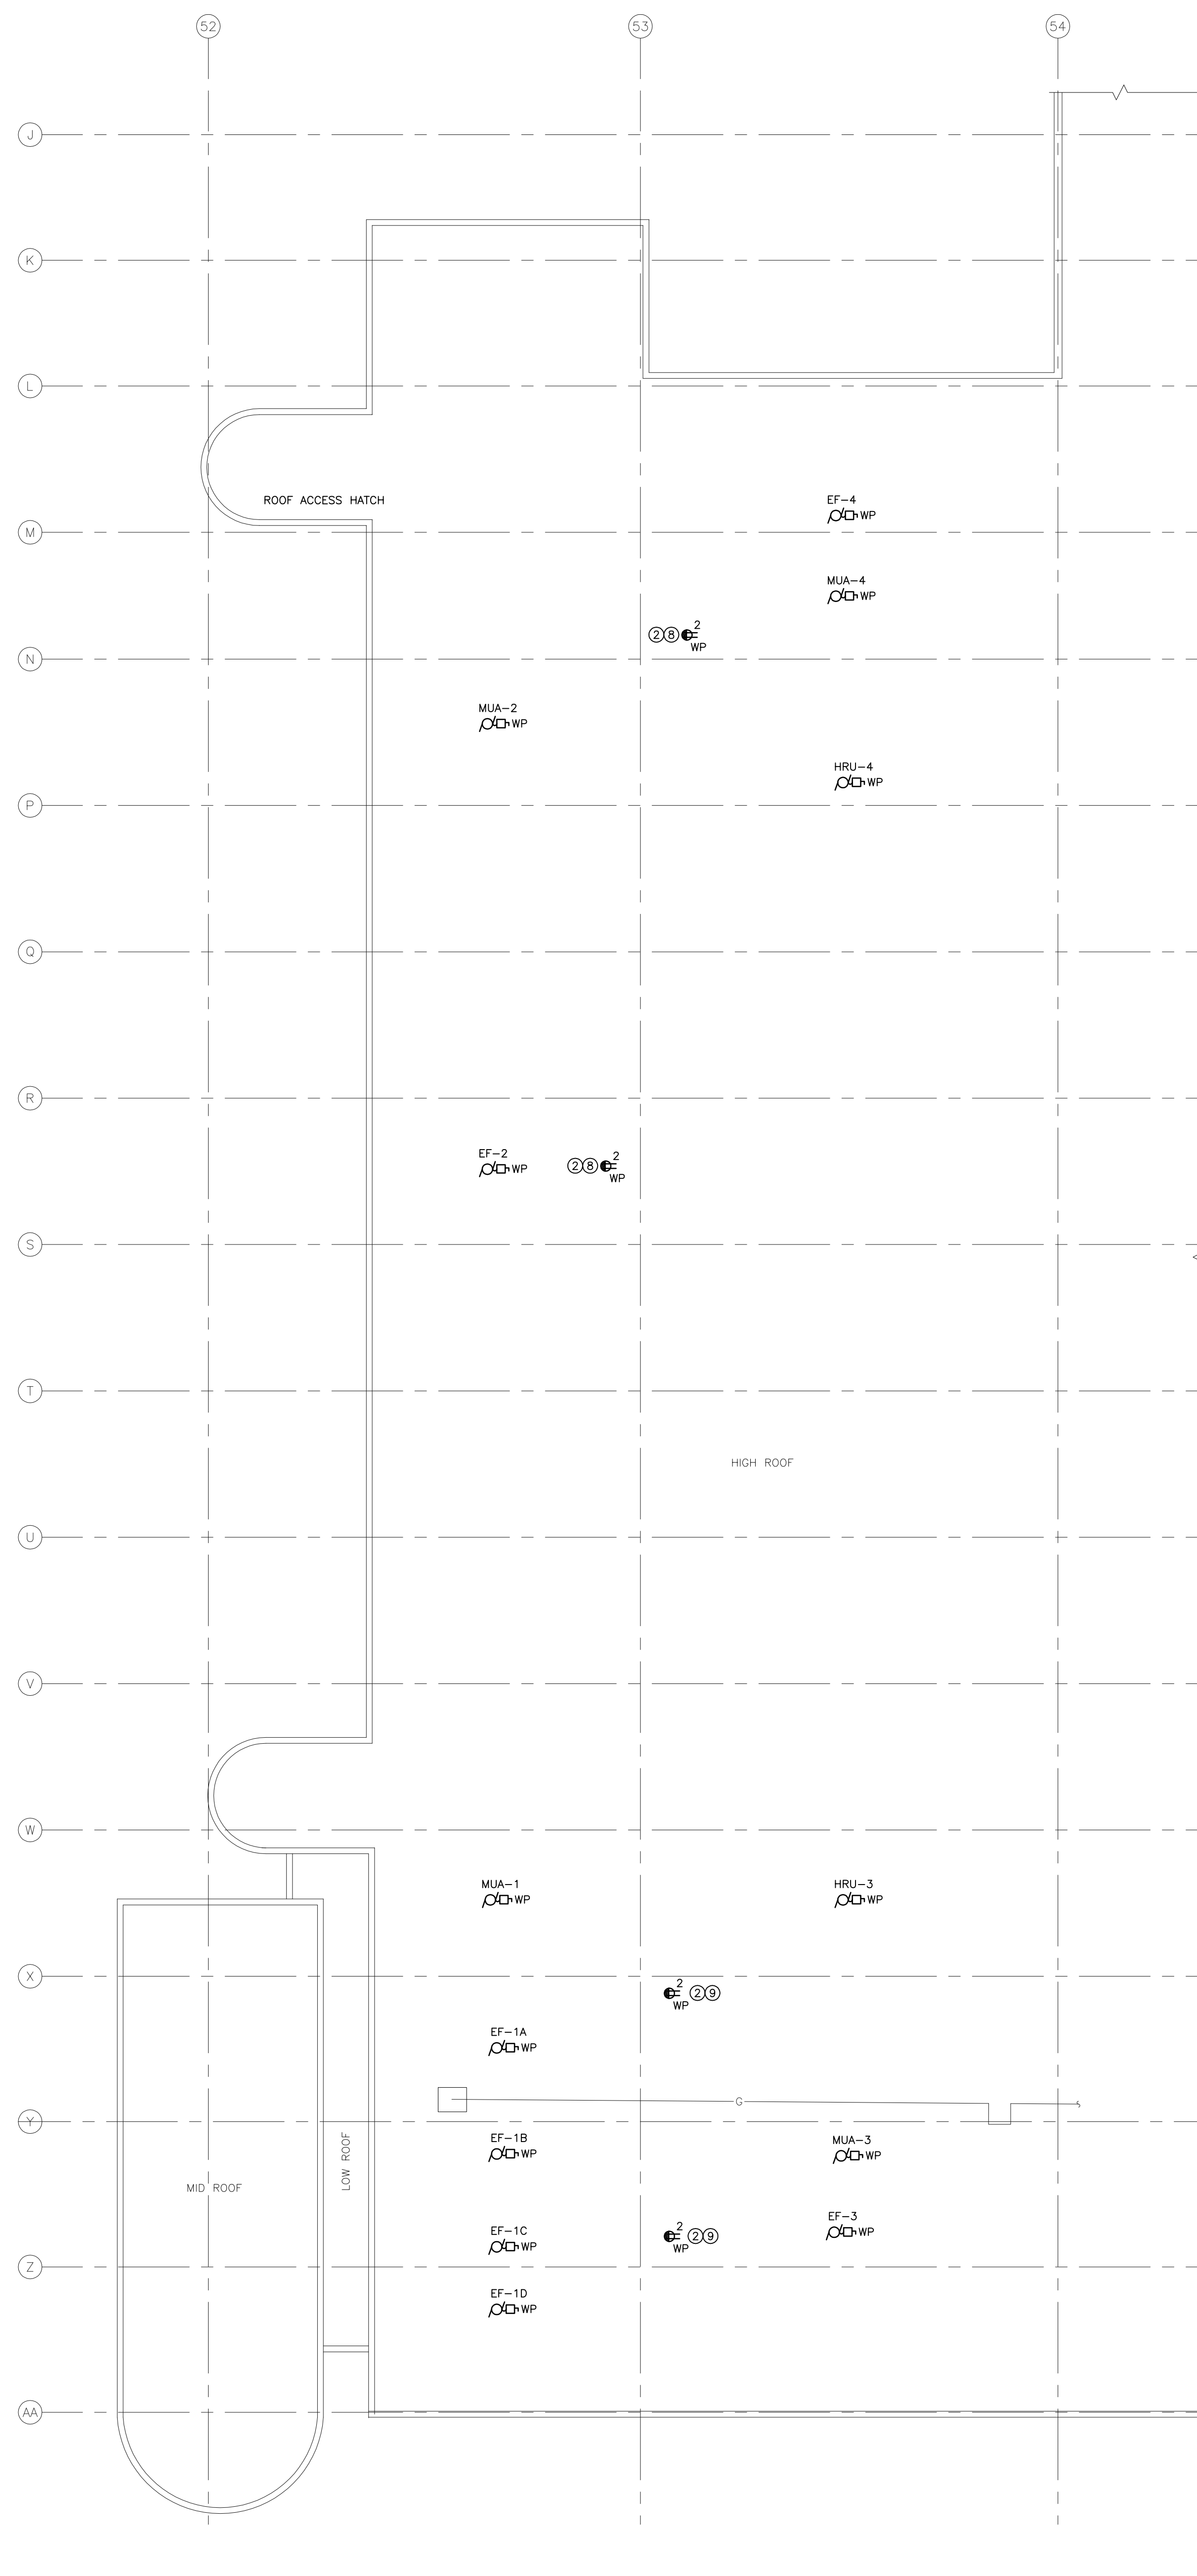 52 53 54
J
K
L
EF-4
ROOF ACCESS HATCH
WP
M
MUA-4
WP
2
2 8
WP
N
MUA-2
WP
HRU-4
WP
P
Q
R
EF-2
WP
2
2 8
WP
S
T
HIGH ROOF
U
V
W
MUA-1
WP
HRU-3
WP
X
2
2 9
WP
EF-1A
WP
G
Y
EF-1B
WP
MUA-3
WP
LOW ROOF
MID ROOF
EF-3
WP
EF-1C
WP
2
2 9
WP
Z
EF-1D
WP
AA